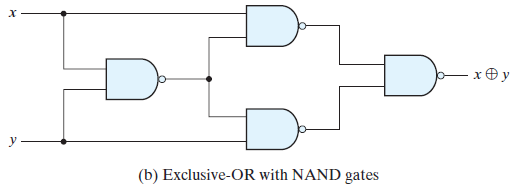 x
x ⊕ y
y
(b) Exclusive-OR with NAND gates